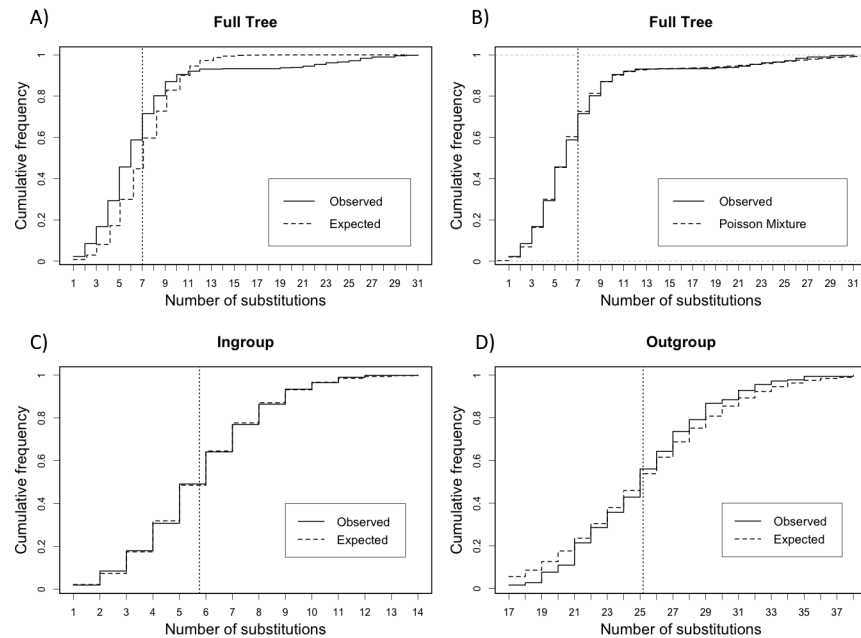 A)
Full Tree
Cumulative frequency
0 0.2 0.4 0.6 0.8 1
Observed
Expected
1 3 5 7 9 11 13 15 17 19 21 23 25 27 29 31
Number of substitutions
B)
Full Tree
Cumulative frequency
0 0.2 0.4 0.6 0.8 1
Observed
Poisson Mixture
1 3 5 7 9 11 13 15 17 19 21 23 25 27 29 31
Number of substitutions
C)
Ingroup
Cumulative frequency
0 0.2 0.4 0.6 0.8 1
Observed
Expected
1 2 3 4 5 6 7 8 9 10 11 12 13 14
Number of substitutions
D)
Outgroup
Cumulative frequency
0 0.2 0.4 0.6 0.8 1
Observed
Expected
17 19 21 23 25 27 29 31 33 35 37
Number of substitutions